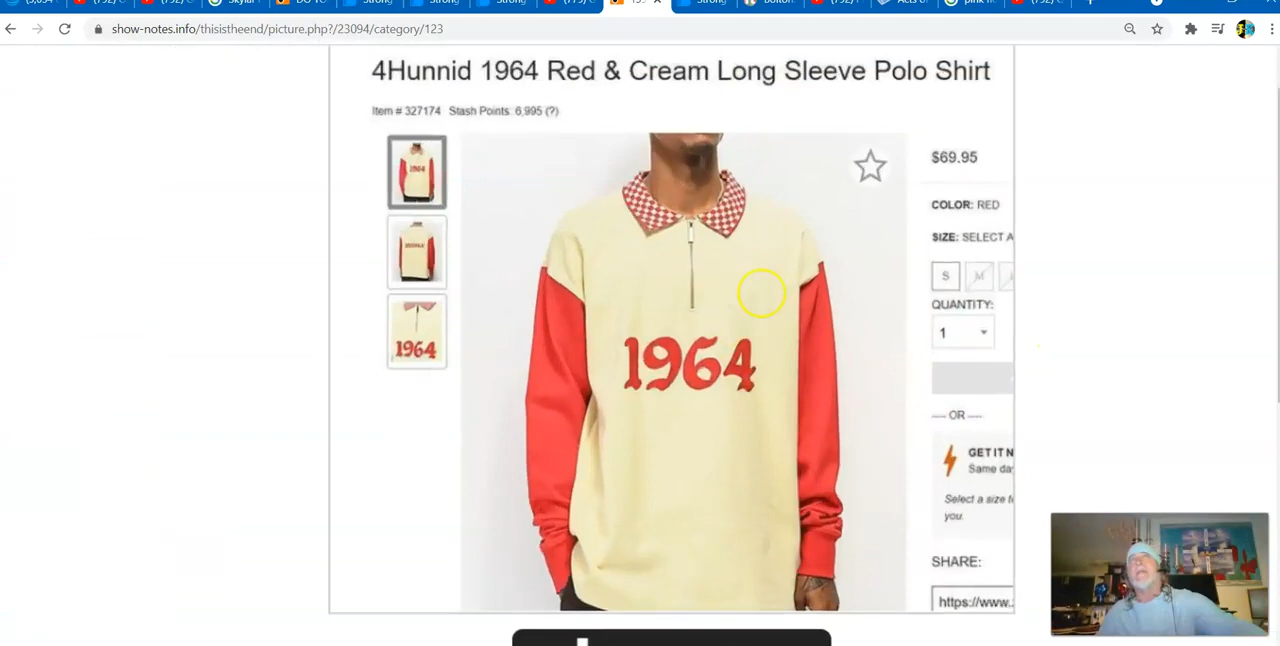 show-notes.info/thisistheend/picture.php?/23094/category/123
4Hunnid 1964 Red & Cream Long Sleeve Polo Shirt
Item # 327174 Stash Points: 6,995 (?)
$69.95
COLOR: RED
SIZE: SELECT A
S M
QUANTITY:
1
1964
1964
1964
OR
GET IT N
Same da
Select a size t
you.
SHARE:
https://www.